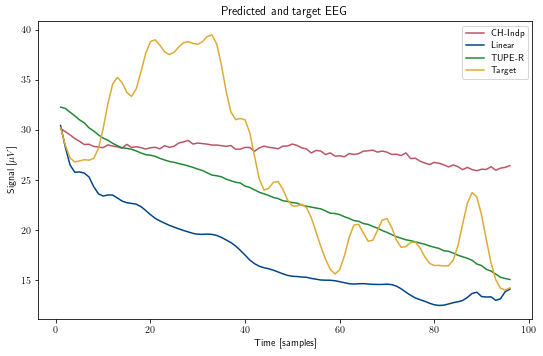 Predicted and target EEG
CH-Indp
Linear
TUPE-R
Target
Signal [μV]
40
35
30
25
20
15
0
20
40
60
80
100
Time [samples]